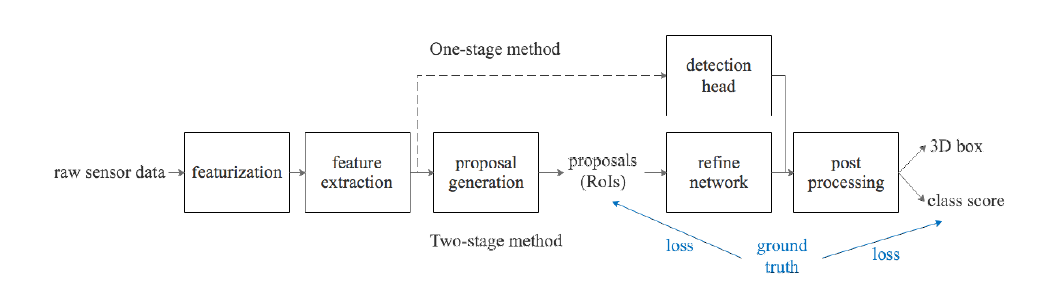 One-stage method
detection
head
raw sensor data
featurization
feature
extraction
proposal
generation
proposals
(RoIs)
refine
network
post
processing
3D box
class score
Two-stage method
loss
ground
truth
loss